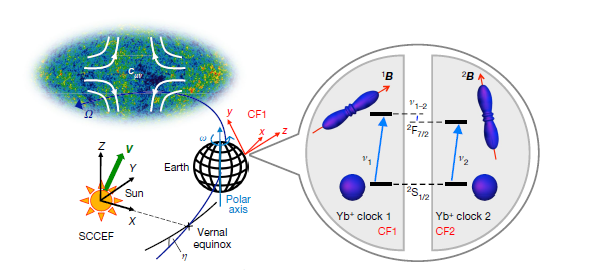 c_μν
Ω
y
CF1
x
z
ω
Earth
Z
V
Y
Sun
X
SCCEF
Polar
axis
Vernal
equinox
η
¹B
²B
ν₁₋₂
²F₇/₂
ν₁
ν₂
²S₁/₂
Yb⁺ clock 1
CF1
Yb⁺ clock 2
CF2